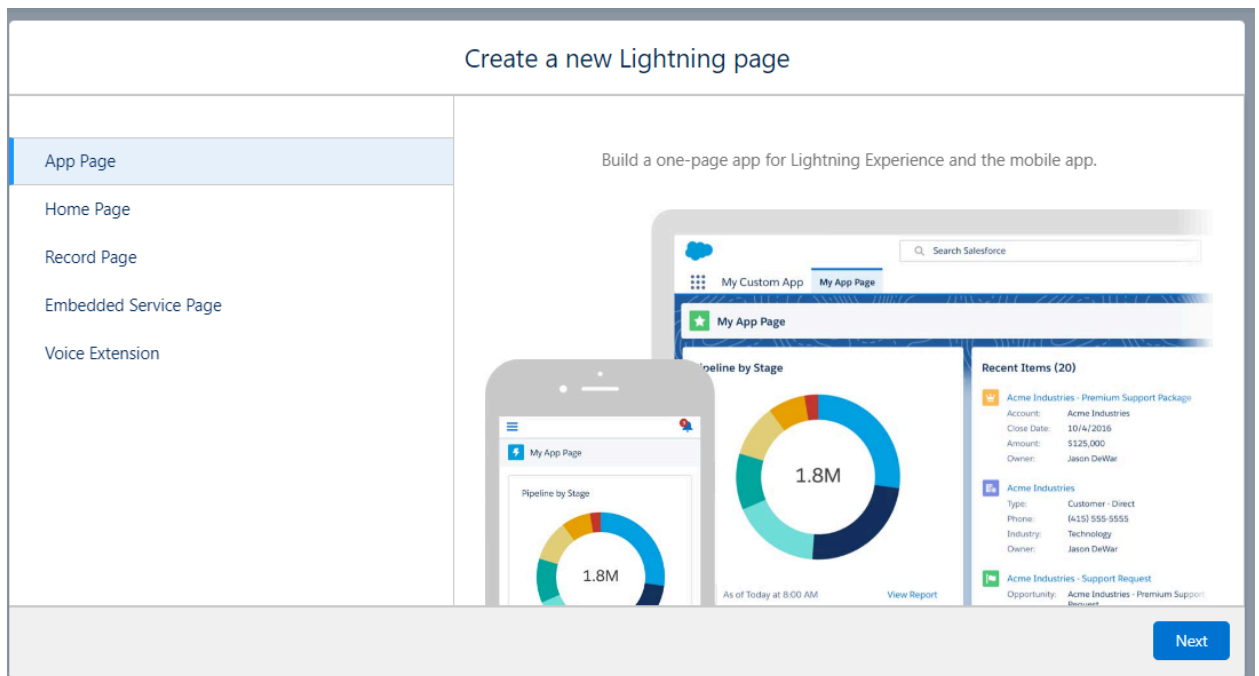 Create a new Lightning page
App Page
Home Page
Record Page
Embedded Service Page
Voice Extension
Build a one-page app for Lightning Experience and the mobile app.
Search Salesforce
My Custom App
My App Page
My App Page
Pipeline by Stage
1.8M
As of Today at 8:00 AM
View Report
Recent Items (20)
Acme Industries - Premium Support Package
Account: Acme Industries
Close Date: 10/4/2016
Amount: $125,000
Owner: Jason DeWar
Acme Industries
Type: Customer - Direct
Phone: (415) 555-5555
Industry: Technology
Owner: Jason DeWar
Acme Industries - Support Request
Opportunity: Acme Industries - Premium Support
Request
My App Page
Pipeline by Stage
1.8M
Next